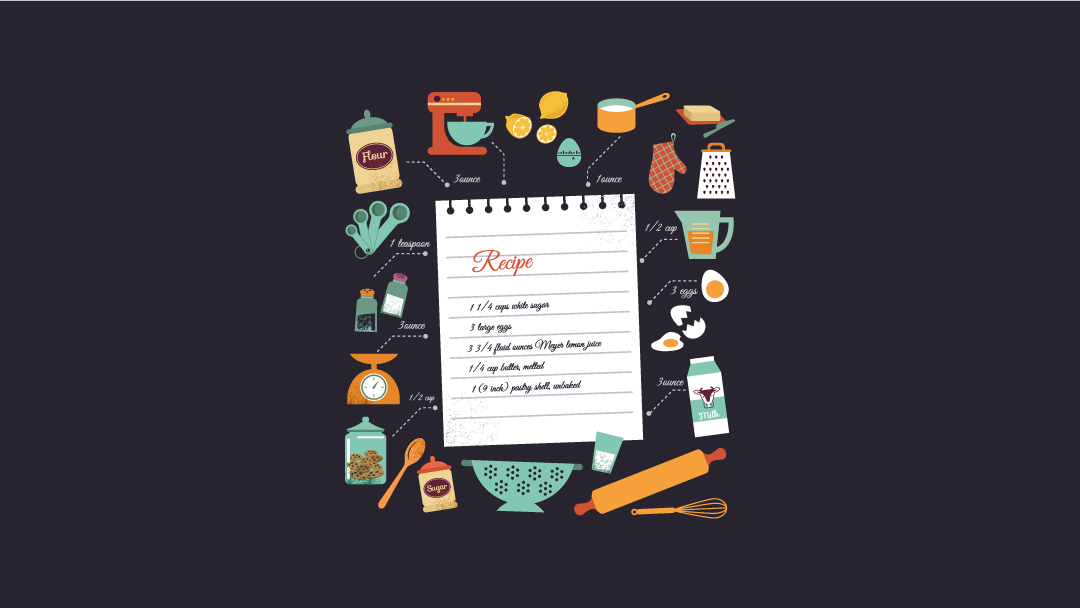 Flour
3ounce
1ounce
1 teaspoon
1/2 cup
3 eggs
3ounce
3ounce
1/2 cup
Recipe
1 1/4 cups white sugar
3 large eggs
3 3/4 fluid ounces Meyer lemon juice
1/4 cup butter, melted
1 (9 inch) pastry shell, unbaked
Milk
Sugar